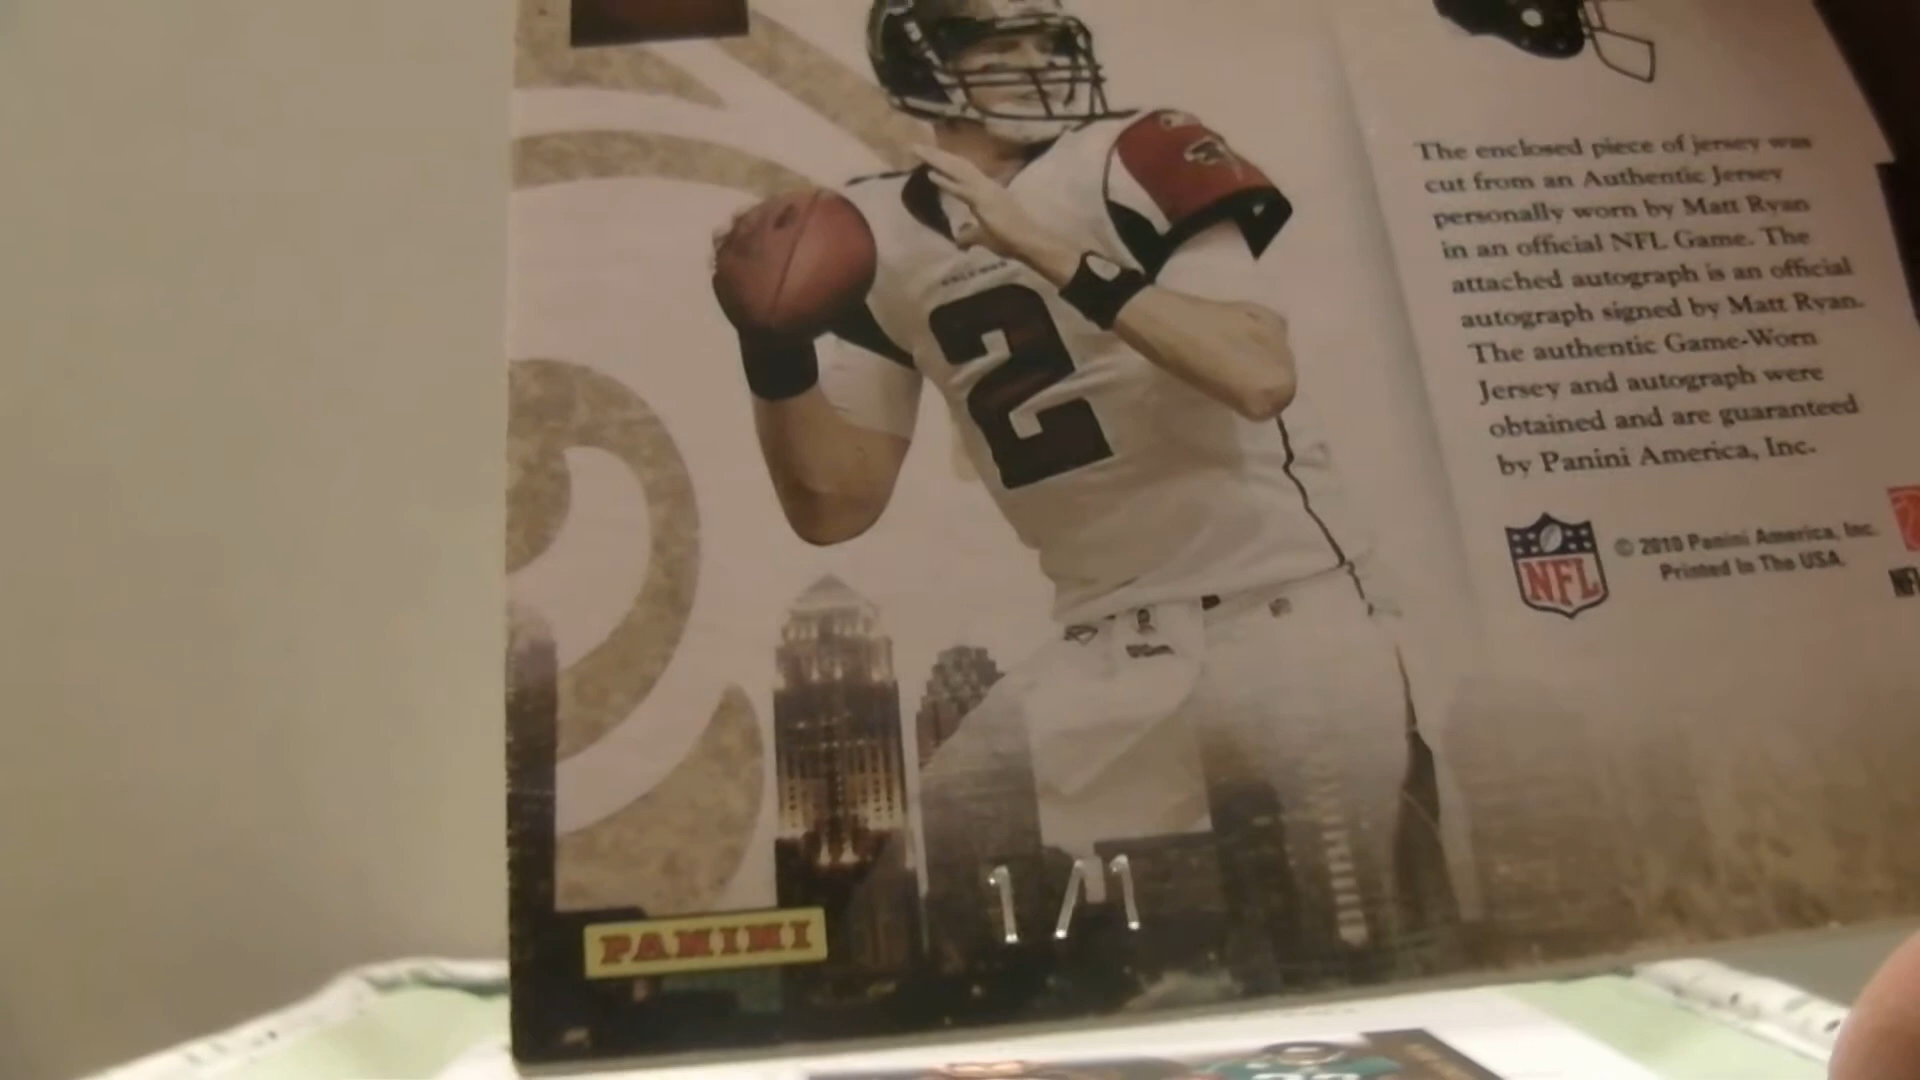 The enclosed piece of jersey was
cut from an Authentic Jersey
personally worn by Matt Ryan
in an official NFL Game. The
attached autograph is an official
autograph signed by Matt Ryan.
The authentic Game-Worn
Jersey and autograph were
obtained and are guaranteed
by Panini America, Inc.
NFL
© 2010 Panini America, Inc.
Printed In The USA.
2
1/1
PANINI